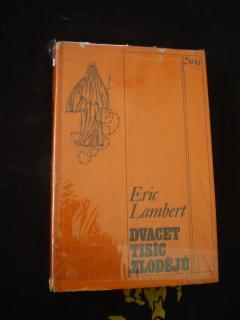 Eric
Lambert
DVACET
TISÍC
ZLODĚJŮ